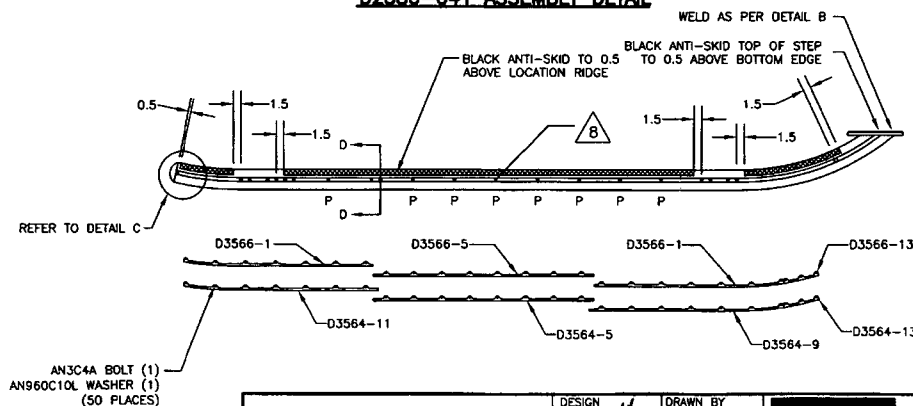 D2580-041 ASSEMBLY DETAIL
WELD AS PER DETAIL B
BLACK ANTI-SKID TO 0.5
ABOVE LOCATION RIDGE
BLACK ANTI-SKID TOP OF STEP
TO 0.5 ABOVE BOTTOM EDGE
0.5
1.5
1.5
D
8
1.5
1.5
1.5
D
P P P P P P P P
REFER TO DETAIL C
D3566-1
D3566-5
D3566-1
D3566-13
D3564-11
D3564-5
D3564-9
D3564-13
AN3C4A BOLT (1)
AN960C10L WASHER (1)
(50 PLACES)
DESIGN
DRAWN BY